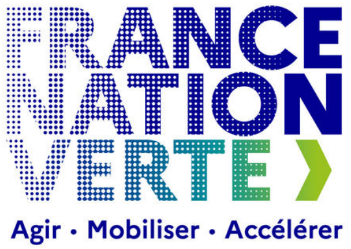 FRANCE
NATION
VERTE
Agir • Mobiliser • Accélérer